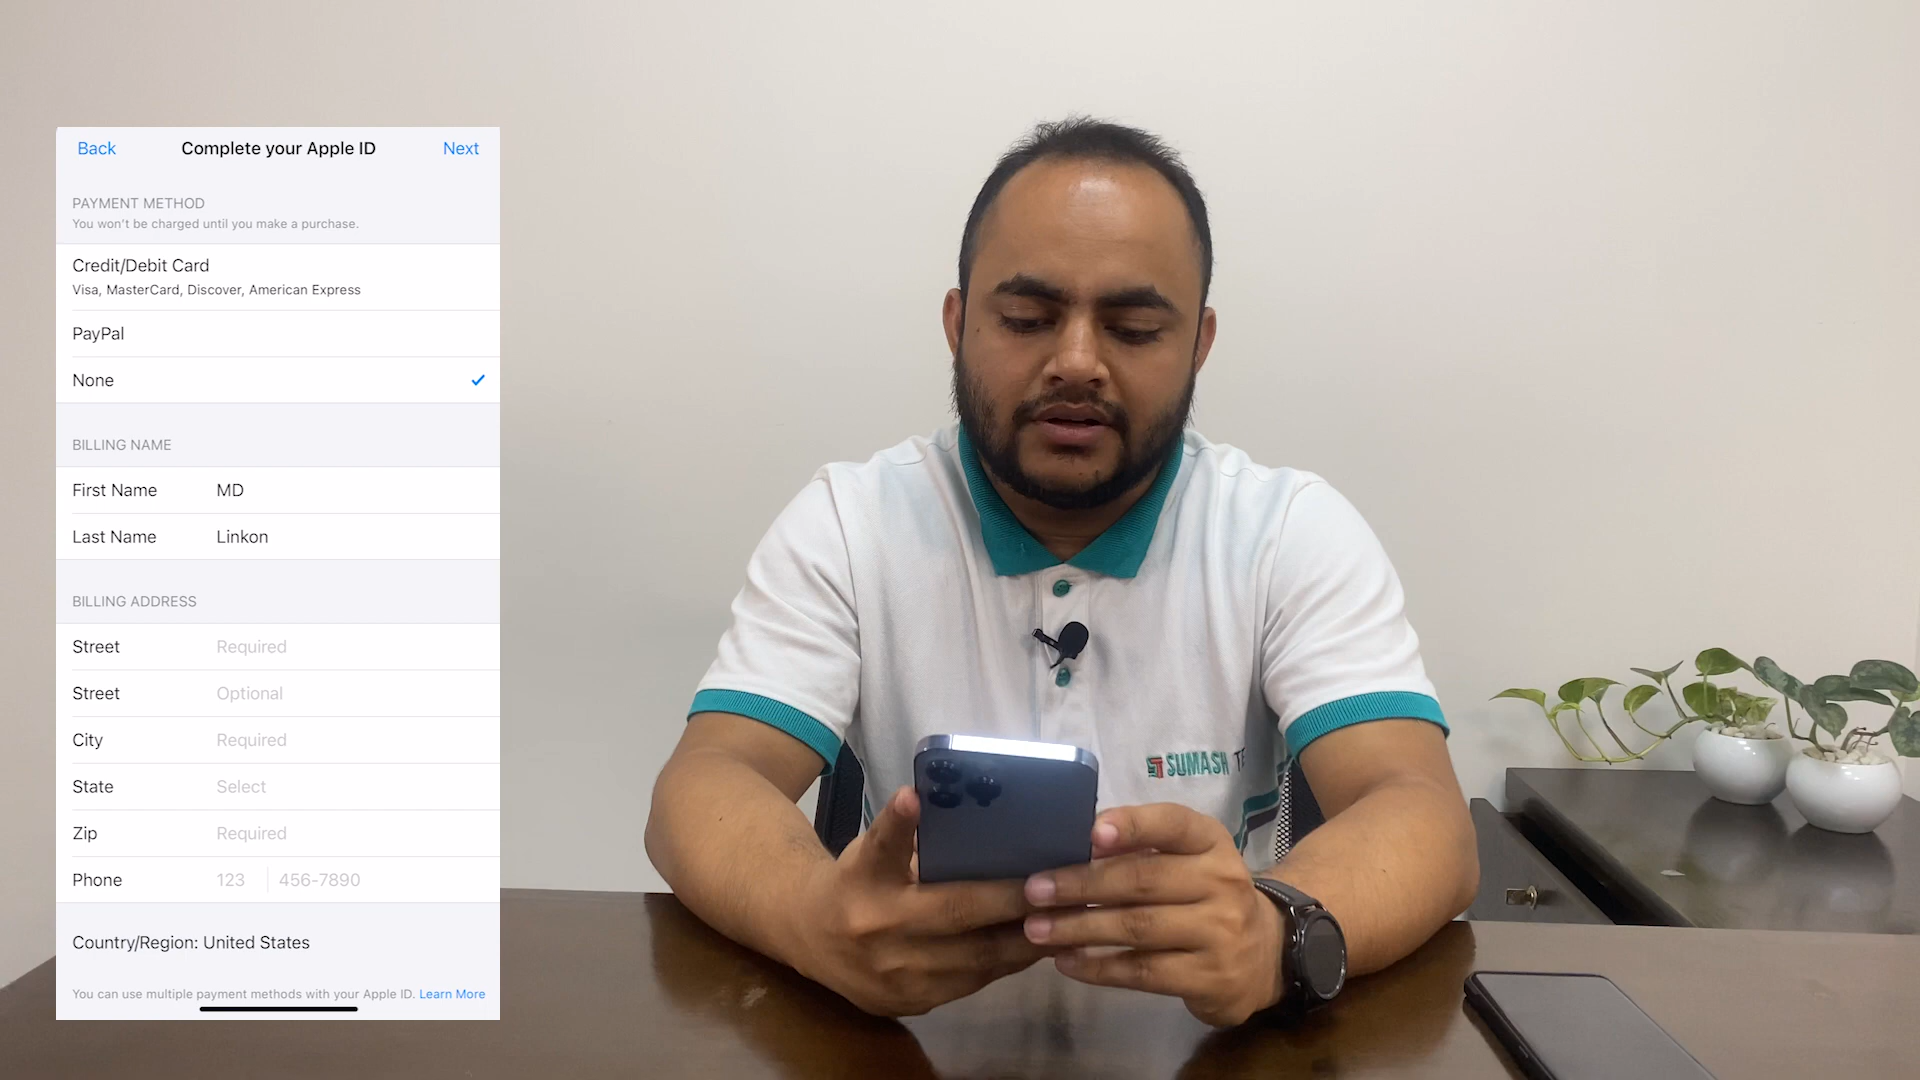 Back Complete your Apple ID Next
PAYMENT METHOD
You won't be charged until you make a purchase.
Credit/Debit Card
Visa, MasterCard, Discover, American Express
PayPal
None
BILLING NAME
First Name MD
Last Name Linkon
BILLING ADDRESS
Street Required
Street Optional
City Required
State Select
Zip Required
Phone 123 456-7890
Country/Region: United States
You can use multiple payment methods with your Apple ID. Learn More
SUMASH TE